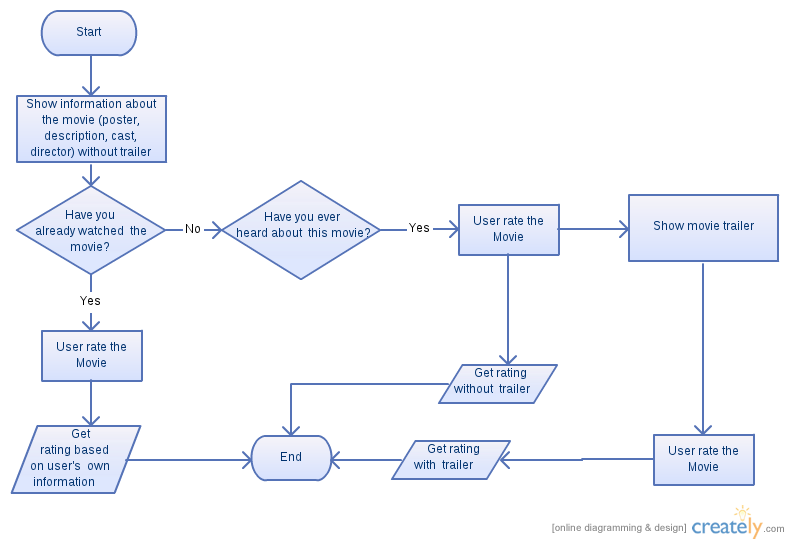 Start
Show information about
the movie (poster,
description, cast,
director) without trailer
Have you
already watched the
movie?
No
Have you ever
heard about this movie?
Yes
User rate the
Movie
Show movie trailer
Yes
User rate the
Movie
Get rating
without trailer
Get
rating based
on user's own
information
End
Get rating
with trailer
User rate the
Movie
[online diagramming & design] creately.com